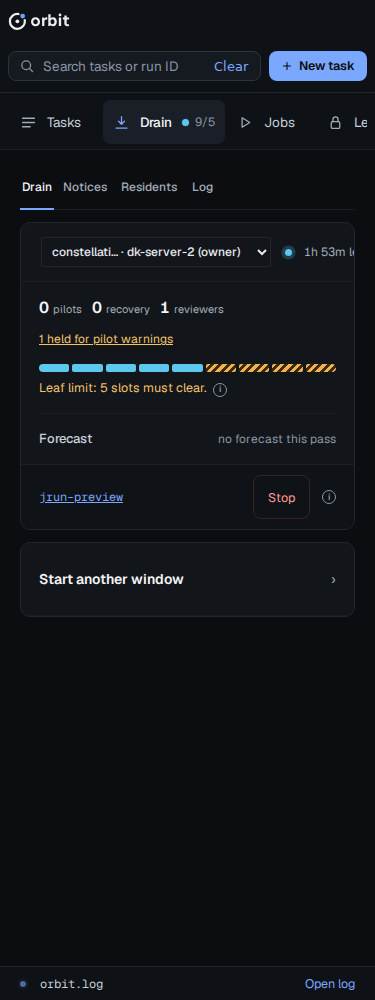 orbit
Search tasks or run ID Clear + New task
Tasks Drain 9/5 Jobs Le
Drain Notices Residents Log
constellati... · dk-server-2 (owner) 1h 53m le
0 pilots 0 recovery 1 reviewers
1 held for pilot warnings
Leaf limit: 5 slots must clear. i
Forecast no forecast this pass
jrun-preview Stop i
Start another window ›
orbit.log Open log